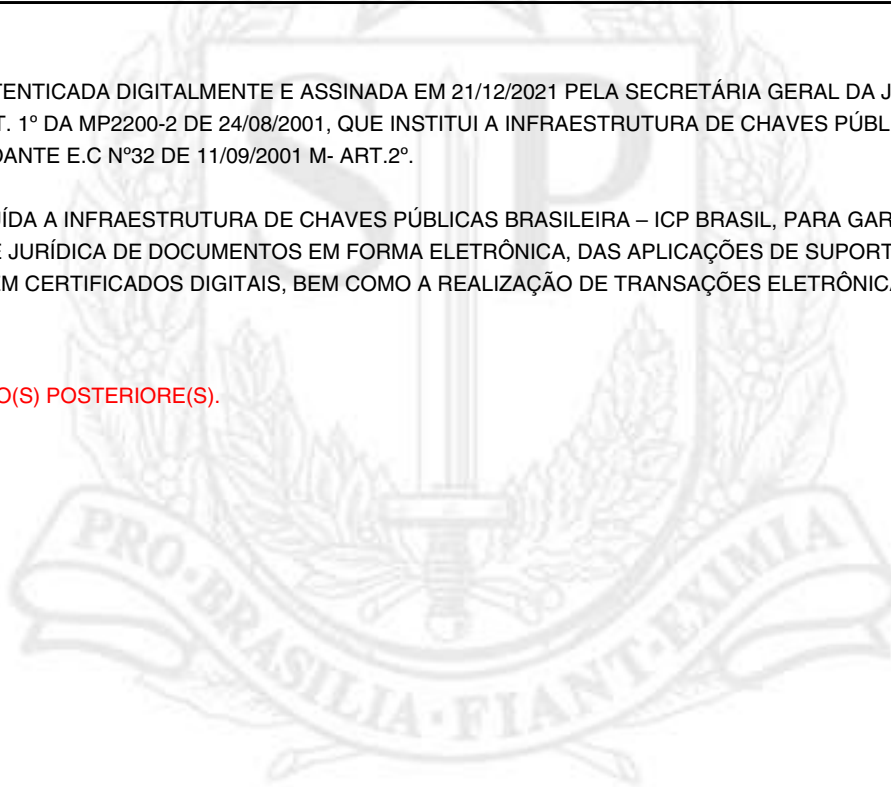 TENTICADA DIGITALMENTE E ASSINADA EM 21/12/2021 PELA SECRETÁRIA GERAL DA J
T. 1º DA MP2200-2 DE 24/08/2001, QUE INSTITUI A INFRAESTRUTURA DE CHAVES PÚBL
DANTE E.C Nº32 DE 11/09/2001 M- ART.2º.
UÍDA A INFRAESTRUTURA DE CHAVES PÚBLICAS BRASILEIRA – ICP BRASIL, PARA GAR
E JURÍDICA DE DOCUMENTOS EM FORMA ELETRÔNICA, DAS APLICAÇÕES DE SUPORT
EM CERTIFICADOS DIGITAIS, BEM COMO A REALIZAÇÃO DE TRANSAÇÕES ELETRÔNICA
O(S) POSTERIORE(S).
SP
PRO·BRASILIA·FIANT·EXIMIA